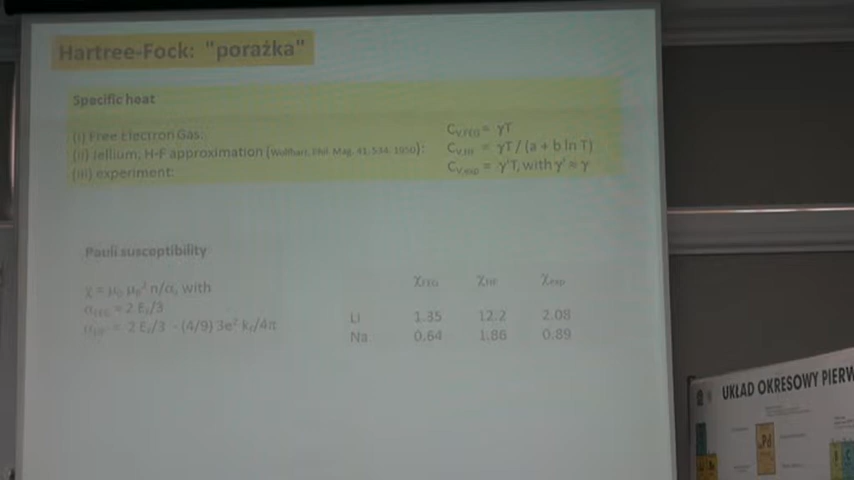 Hartree-Fock: "porażka"
Specific heat
(i) Free Electron Gas:
(ii) Jellium, H-F approximation (Wolfhart, Phil. Mag. 41, 534, 1950):
(iii) experiment:
C_V,FEG = γT
C_V,HF = γT / (a + b ln T)
C_V,exp = γ'T, with γ' ≈ γ
Pauli susceptibility
χ = μ₀ μ_B² n/α, with
α_FEG = 2 E_f/3
2 E_f/3 - (4/9) 3e² k_f/4π
χ_FEG χ_HF χ_exp
Li 1.35 12.2 2.08
Na 0.64 1.86 0.89
UKŁAD OKRESOWY PIERW
Pd